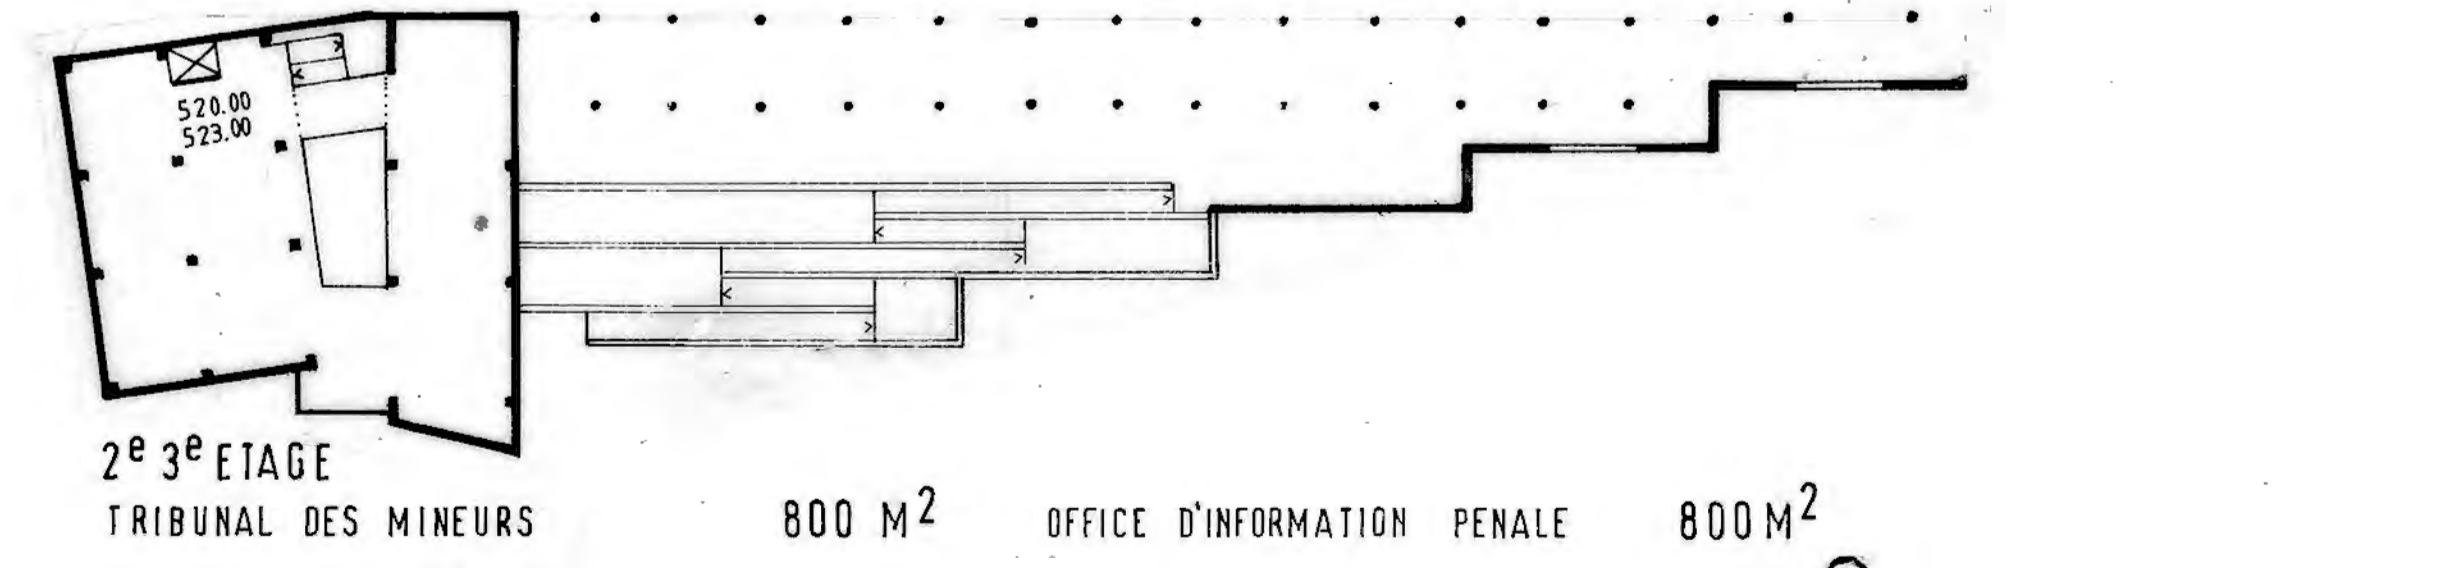 520.00
523.00
2e 3e ETAGE
TRIBUNAL DES MINEURS 800 M2 OFFICE D'INFORMATION PENALE 800 M2